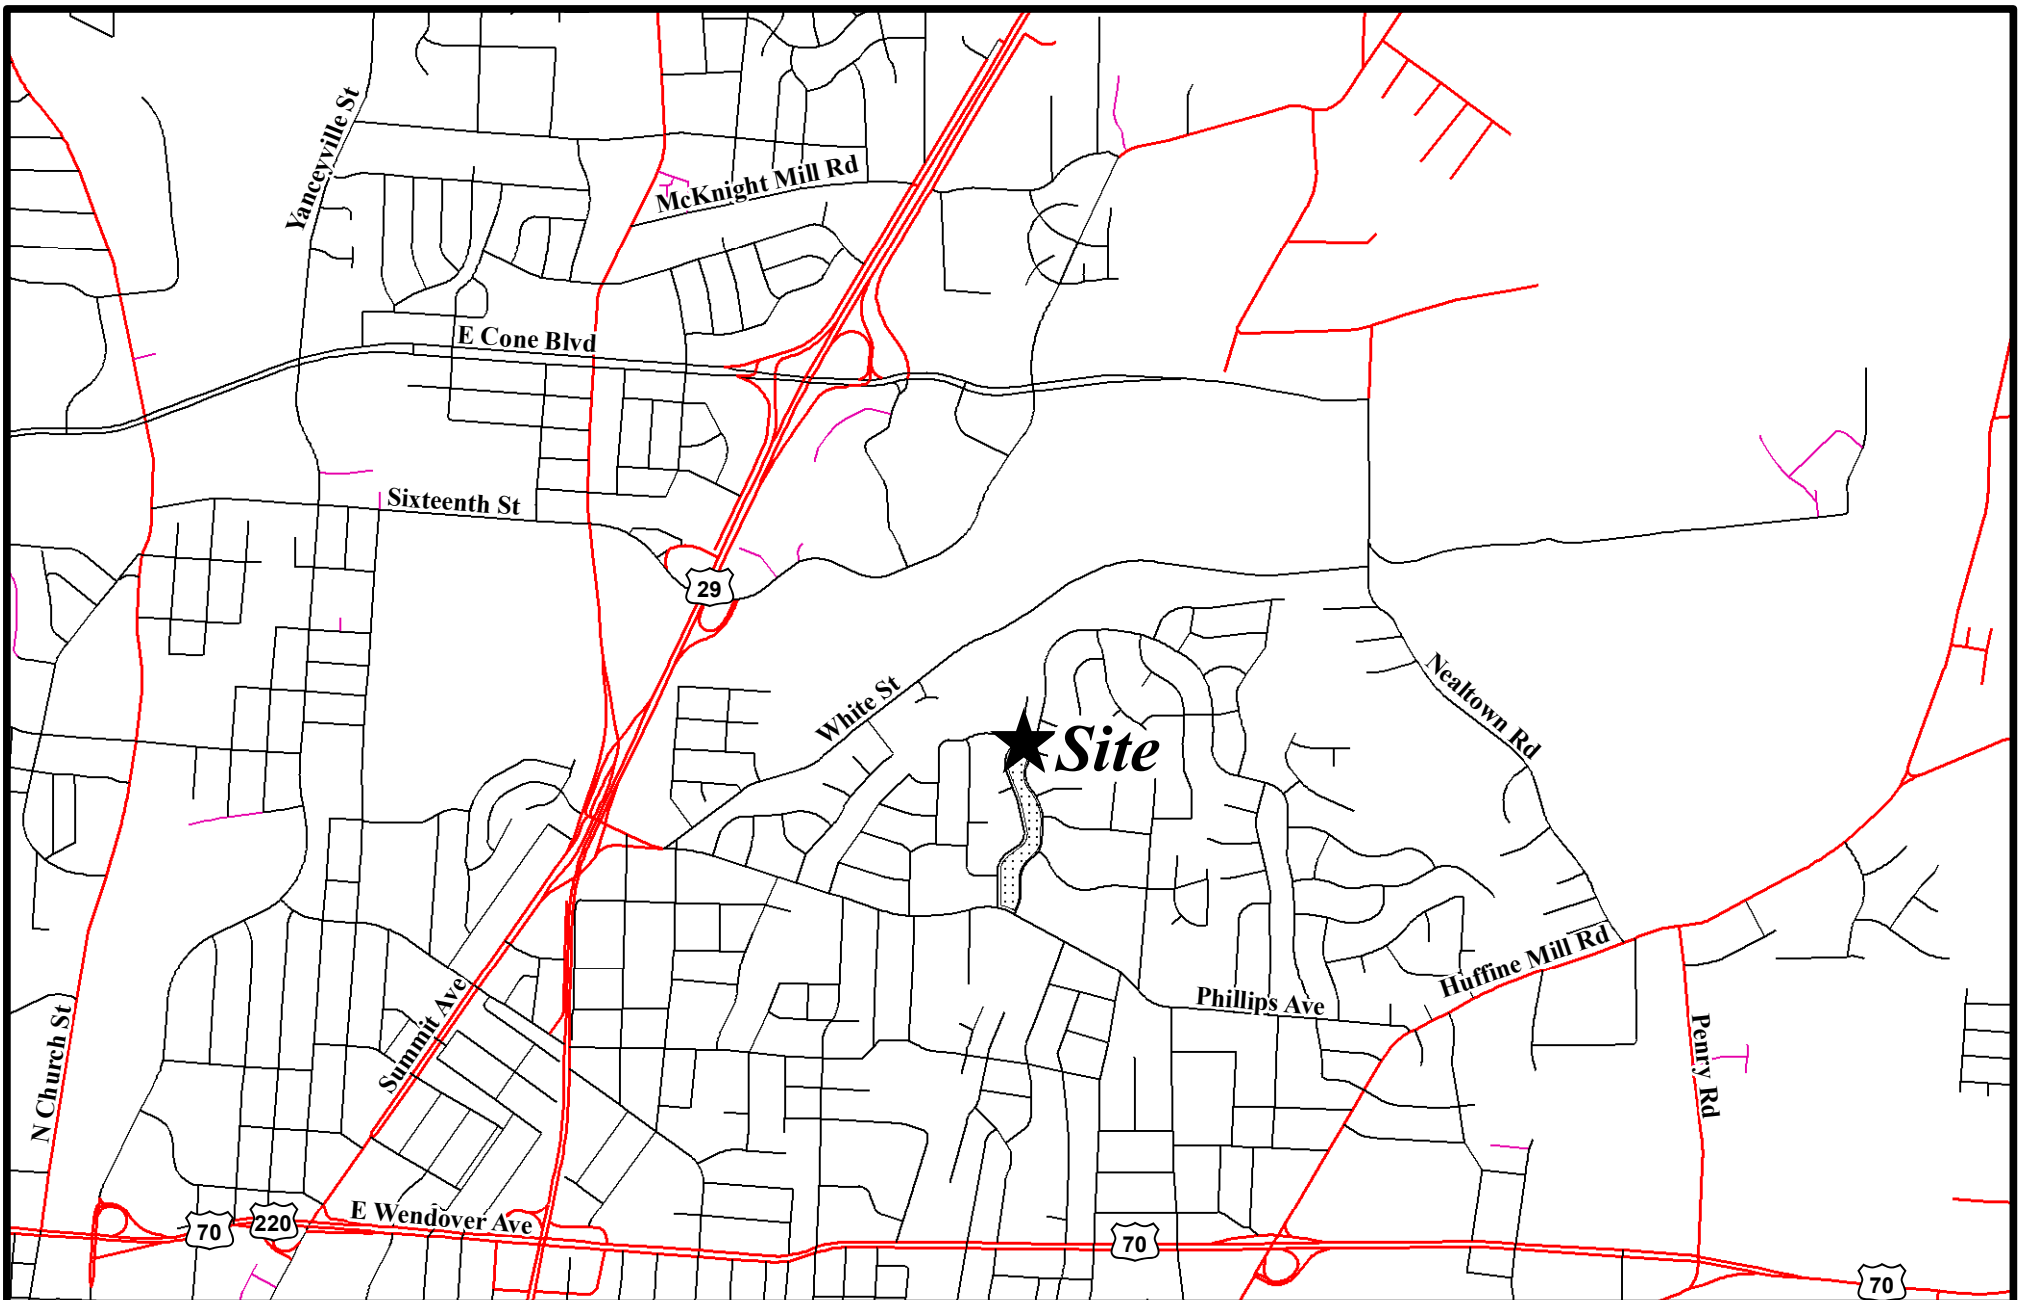 Yanceyville St
McKnight Mill Rd
E Cone Blvd
Sixteenth St
29
White St
Nealtown Rd
Site
Huffine Mill Rd
Phillips Ave
Summit Ave
N Church St
Penry Rd
E Wendover Ave
70
220
70
70